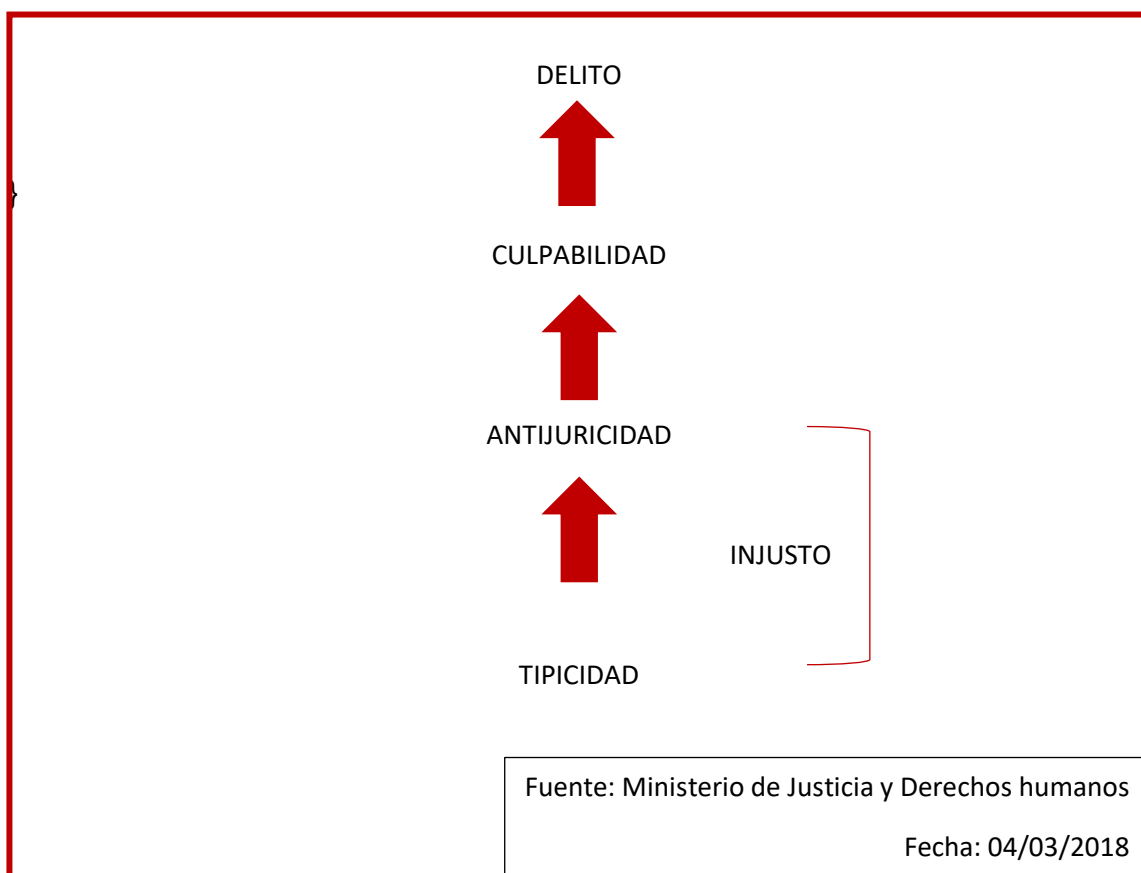 DELITO
}
CULPABILIDAD
ANTIJURICIDAD
INJUSTO
TIPICIDAD
Fuente: Ministerio de Justicia y Derechos humanos
Fecha: 04/03/2018